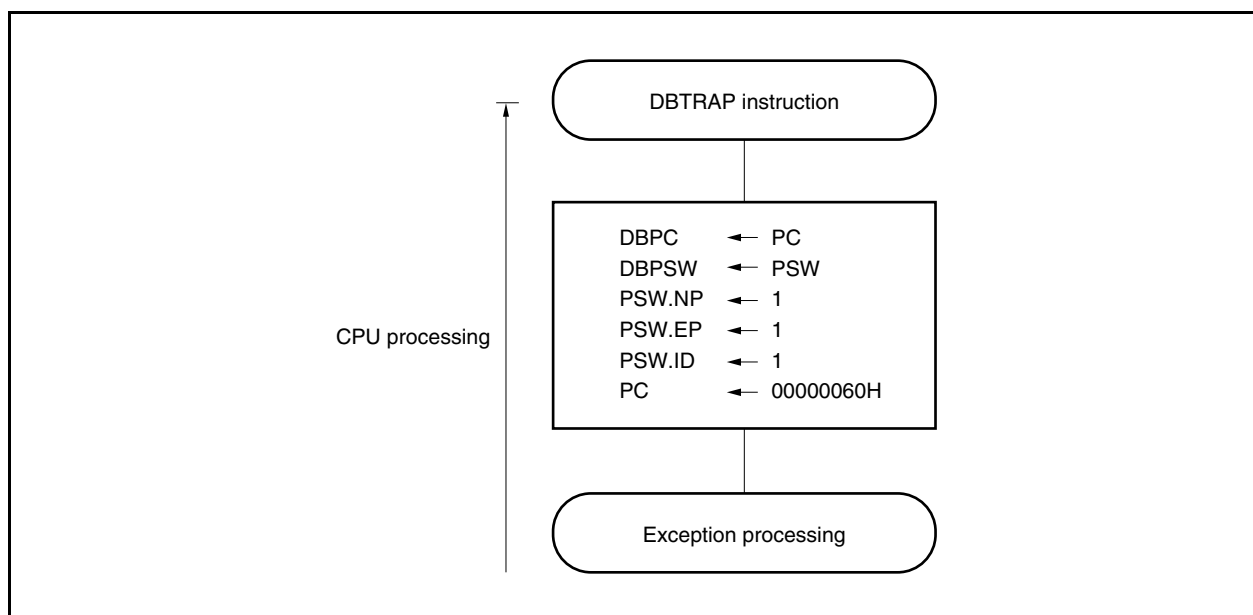 DBTRAP instruction
CPU processing
DBPC ← PC
DBPSW ← PSW
PSW.NP ← 1
PSW.EP ← 1
PSW.ID ← 1
PC ← 00000060H
Exception processing